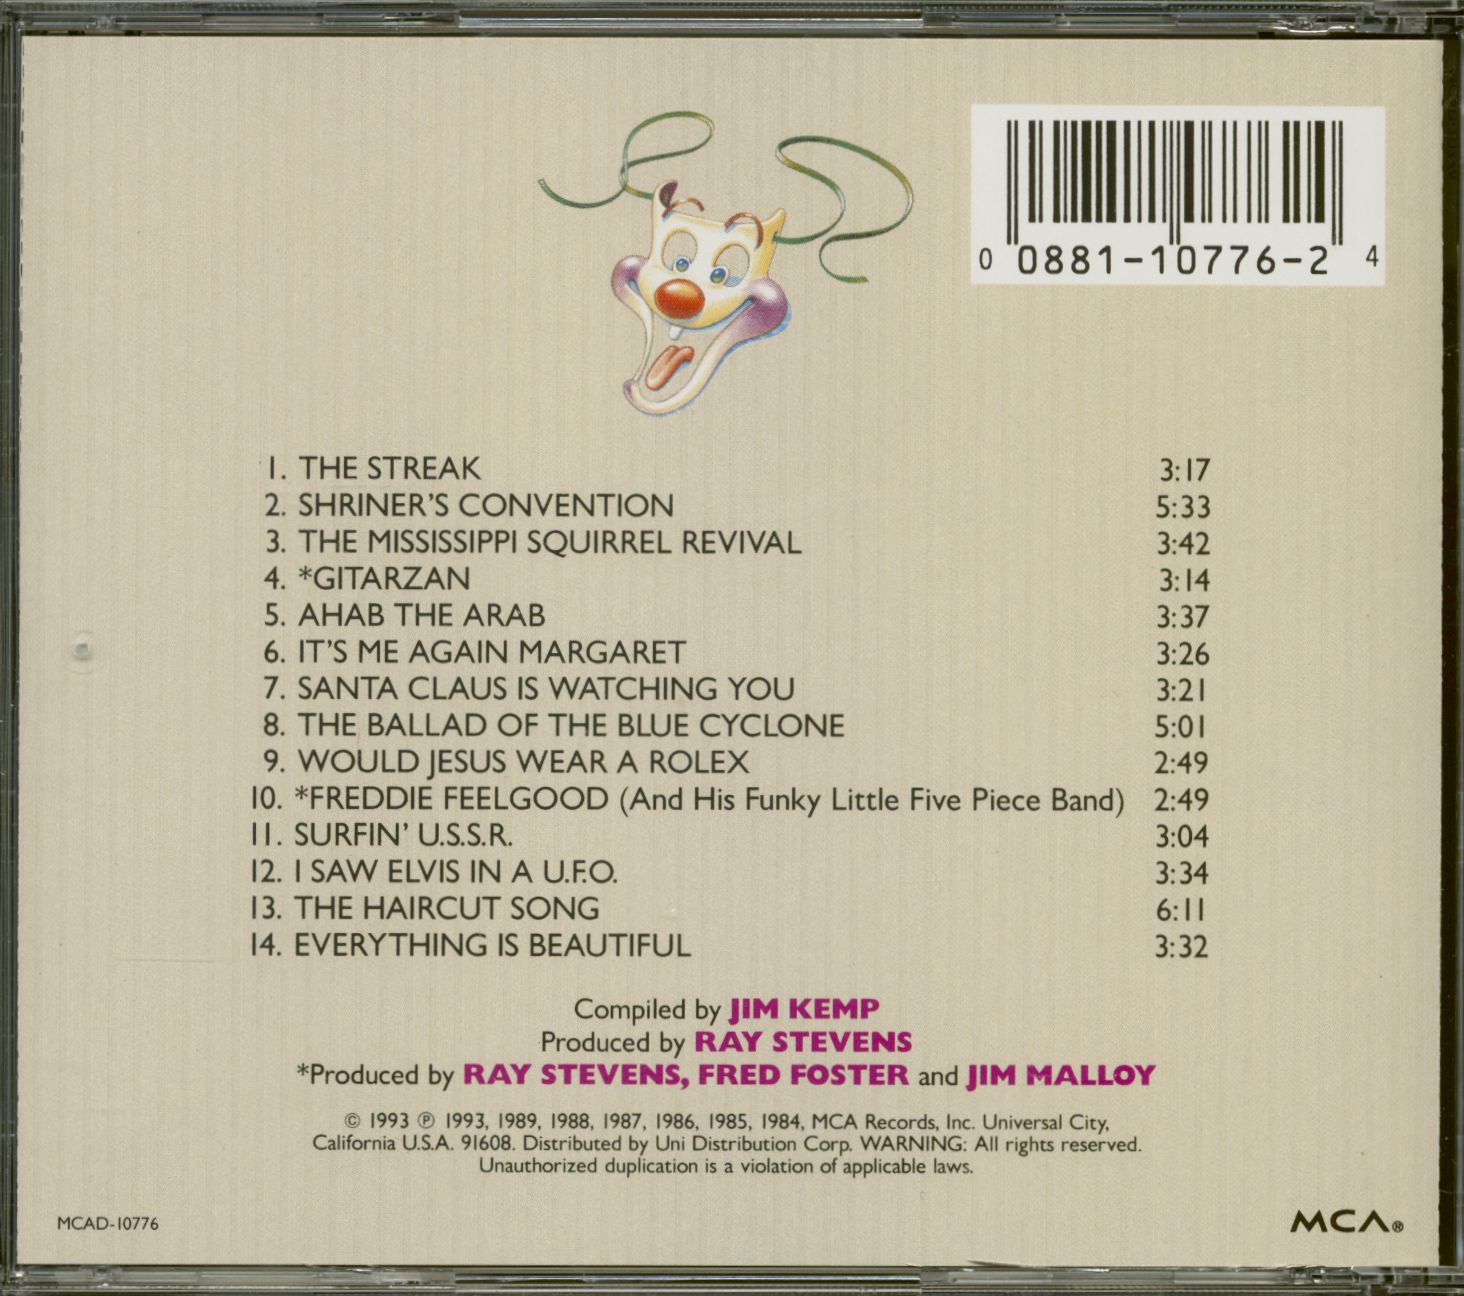 0 0881-10776-2 4
1. THE STREAK 3:17
2. SHRINER'S CONVENTION 5:33
3. THE MISSISSIPPI SQUIRREL REVIVAL 3:42
4. *GITARZAN 3:14
5. AHAB THE ARAB 3:37
6. IT'S ME AGAIN MARGARET 3:26
7. SANTA CLAUS IS WATCHING YOU 3:21
8. THE BALLAD OF THE BLUE CYCLONE 5:01
9. WOULD JESUS WEAR A ROLEX 2:49
10. *FREDDIE FEELGOOD (And His Funky Little Five Piece Band) 2:49
11. SURFIN' U.S.S.R. 3:04
12. I SAW ELVIS IN A U.F.O. 3:34
13. THE HAIRCUT SONG 6:11
14. EVERYTHING IS BEAUTIFUL 3:32
Compiled by JIM KEMP
Produced by RAY STEVENS
*Produced by RAY STEVENS, FRED FOSTER and JIM MALLOY
© 1993 ℗ 1993, 1989, 1988, 1987, 1986, 1985, 1984, MCA Records, Inc. Universal City,
California U.S.A. 91608. Distributed by Uni Distribution Corp. WARNING: All rights reserved.
Unauthorized duplication is a violation of applicable laws.
MCAD-10776
MCA®